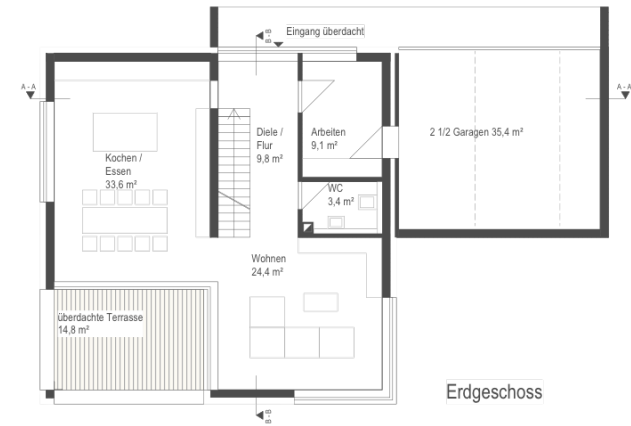 B - B
Eingang überdacht
A - A
A - A
Diele /
Flur
9,8 m²
Arbeiten
9,1 m²
2 1/2 Garagen 35,4 m²
Kochen /
Essen
33,6 m²
WC
3,4 m²
Wohnen
24,4 m²
überdachte Terrasse
14,8 m²
Erdgeschoss
B - B